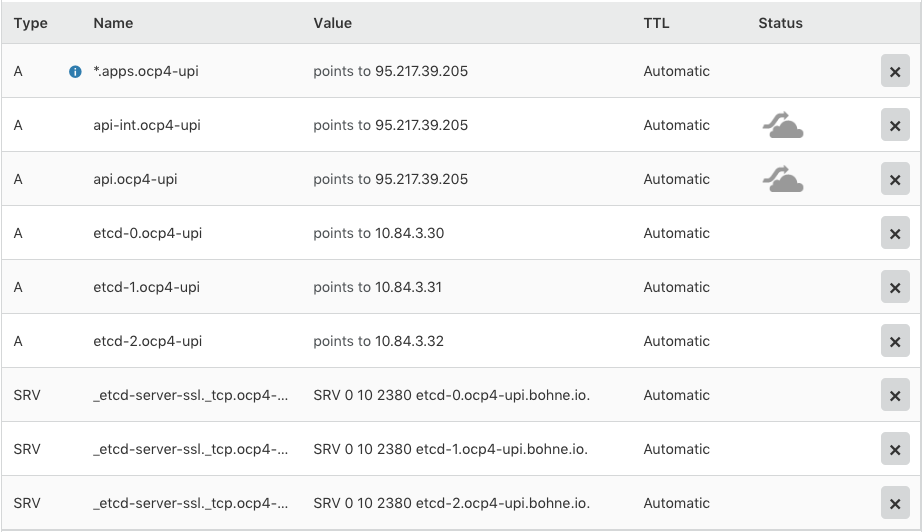 Type Name Value TTL Status
A *.apps.ocp4-upi points to 95.217.39.205 Automatic
A api-int.ocp4-upi points to 95.217.39.205 Automatic
A api.ocp4-upi points to 95.217.39.205 Automatic
A etcd-0.ocp4-upi points to 10.84.3.30 Automatic
A etcd-1.ocp4-upi points to 10.84.3.31 Automatic
A etcd-2.ocp4-upi points to 10.84.3.32 Automatic
SRV _etcd-server-ssl._tcp.ocp4-... SRV 0 10 2380 etcd-0.ocp4-upi.bohne.io. Automatic
SRV _etcd-server-ssl._tcp.ocp4-... SRV 0 10 2380 etcd-1.ocp4-upi.bohne.io. Automatic
SRV _etcd-server-ssl._tcp.ocp4-... SRV 0 10 2380 etcd-2.ocp4-upi.bohne.io. Automatic